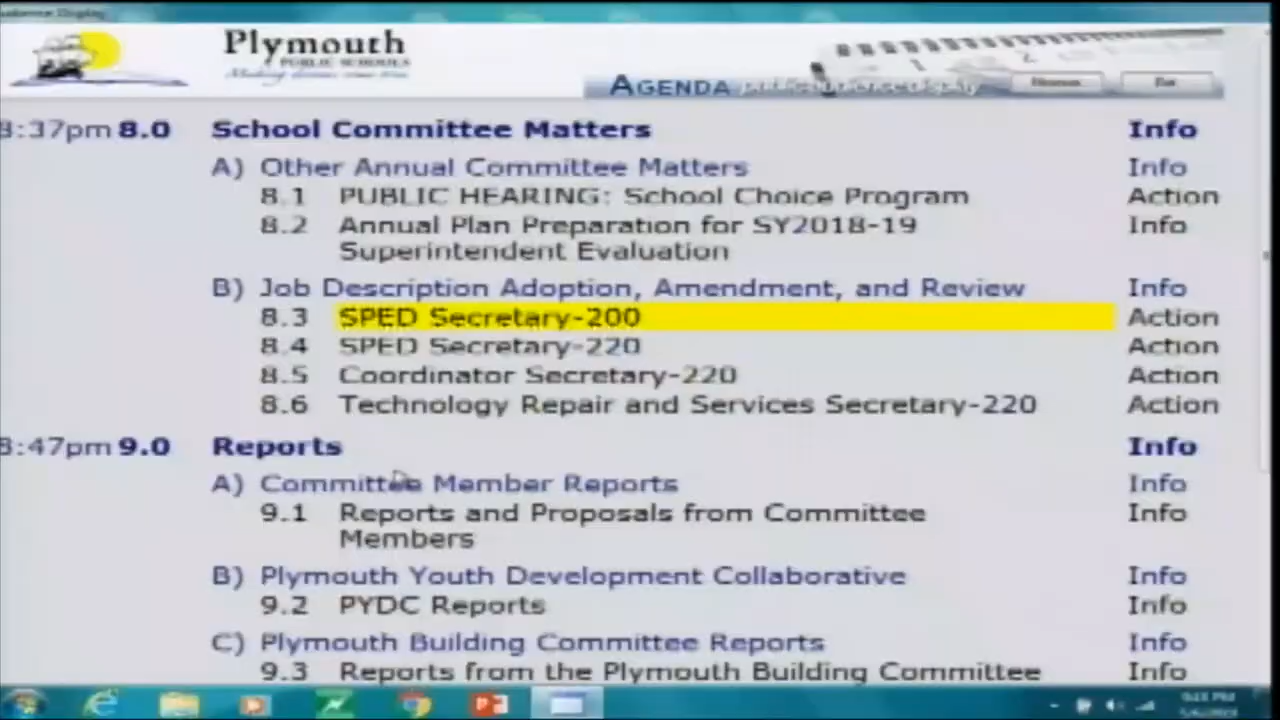 Plymouth
PUBLIC SCHOOLS
AGENDA
8:37pm 8.0 School Committee Matters Info
A) Other Annual Committee Matters Info
8.1 PUBLIC HEARING: School Choice Program Action
8.2 Annual Plan Preparation for SY2018-19 Info
Superintendent Evaluation
B) Job Description Adoption, Amendment, and Review Info
8.3 SPED Secretary-200 Action
8.4 SPED Secretary-220 Action
8.5 Coordinator Secretary-220 Action
8.6 Technology Repair and Services Secretary-220 Action
8:47pm 9.0 Reports Info
A) Committee Member Reports Info
9.1 Reports and Proposals from Committee Info
Members
B) Plymouth Youth Development Collaborative Info
9.2 PYDC Reports Info
C) Plymouth Building Committee Reports Info
9.3 Reports from the Plymouth Building Committee Info